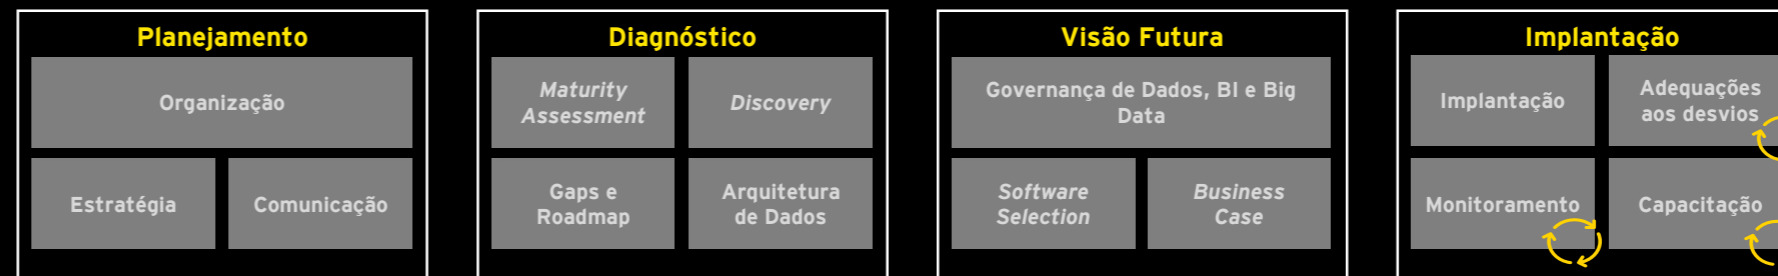 Planejamento
Organização
Estratégia
Comunicação
Diagnóstico
Maturity
Assessment
Discovery
Gaps e
Roadmap
Arquitetura
de Dados
Visão Futura
Governança de Dados, BI e Big
Data
Software
Selection
Business
Case
Implantação
Implantação
Adequações
aos desvios
Monitoramento
Capacitação